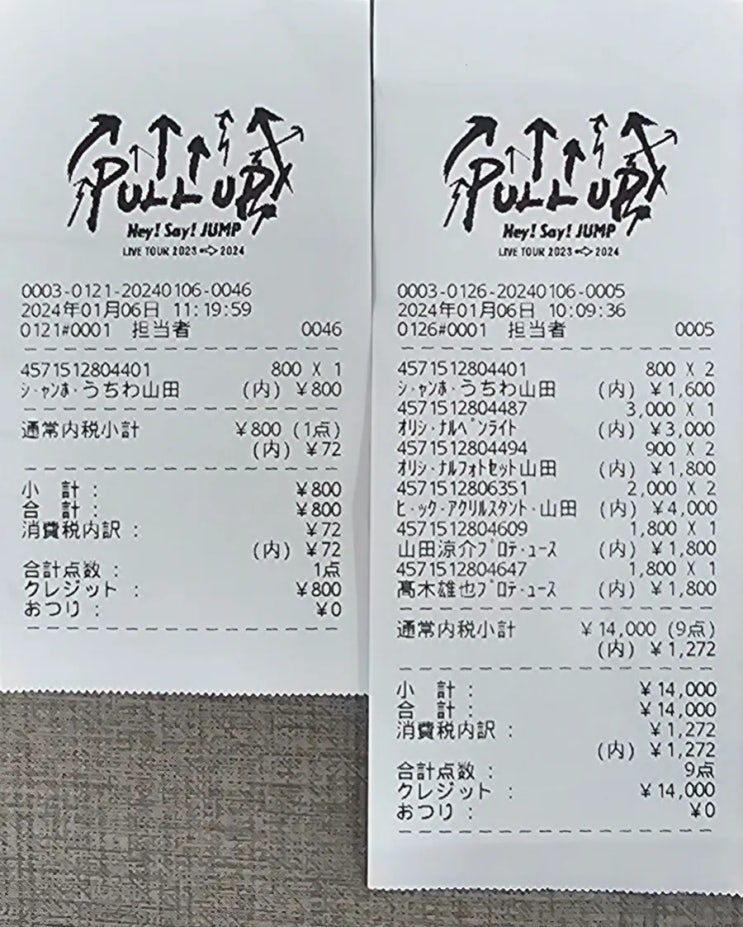 PULL UP!
Hey! Say! JUMP
LIVE TOUR 2023 ⇨ 2024
0003-0121-20240106-0046
2024年01月06日 11:19:59
0121#0001 担当者 0046
4571512804401 800 X 1
ジャンボうちわ山田 (内) ¥800
通常内税小計 ¥800 (1点)
(内) ¥72
小 計 : ¥800
合 計 : ¥800
消費税内訳 : ¥72
(内) ¥72
合計点数 : 1点
クレジット : ¥800
おつり : ¥0
PULL UP!
Hey! Say! JUMP
LIVE TOUR 2023 ⇨ 2024
0003-0126-20240106-0005
2024年01月06日 10:09:36
0126#0001 担当者 0005
4571512804401 800 X 2
ジャンボうちわ山田 (内) ¥1,600
4571512804487 3,000 X 1
オリジナルペンライト (内) ¥3,000
4571512804494 900 X 2
オリジナルフォトセット山田 (内) ¥1,800
4571512806351 2,000 X 2
ビックアクリルスタンド山田 (内) ¥4,000
4571512804609 1,800 X 1
山田涼介プロデュース (内) ¥1,800
4571512804647 1,800 X 1
髙木雄也プロデュース (内) ¥1,800
通常内税小計 ¥14,000 (9点)
(内) ¥1,272
小 計 : ¥14,000
合 計 : ¥14,000
消費税内訳 : ¥1,272
(内) ¥1,272
合計点数 : 9点
クレジット : ¥14,000
おつり : ¥0